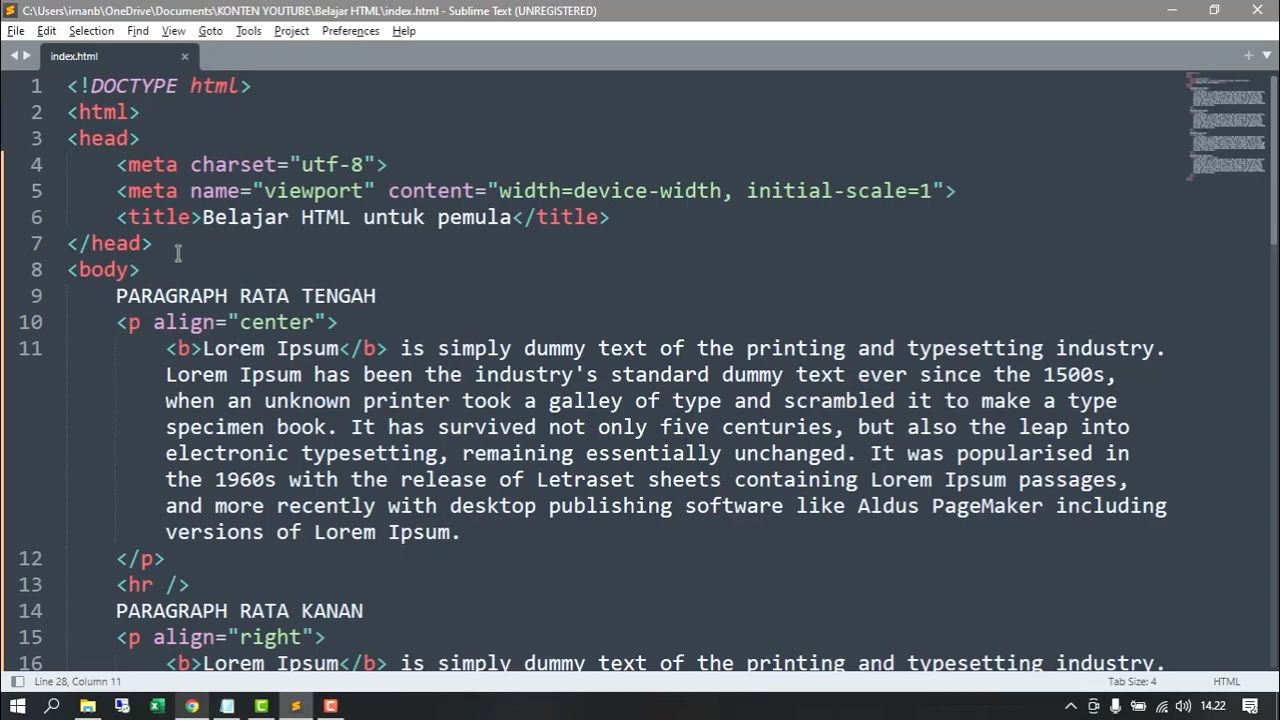 C:\Users\imanb\OneDrive\Documents\KONTEN YOUTUBE\Belajar HTML\index.html - Sublime Text (UNREGISTERED)
File Edit Selection Find View Goto Tools Project Preferences Help
index.html
1 <!DOCTYPE html>
2 <html>
3 <head>
4 <meta charset="utf-8">
5 <meta name="viewport" content="width=device-width, initial-scale=1">
6 <title>Belajar HTML untuk pemula</title>
7 </head>
8 <body>
9 PARAGRAPH RATA TENGAH
10 <p align="center">
11 <b>Lorem Ipsum</b> is simply dummy text of the printing and typesetting industry.
Lorem Ipsum has been the industry's standard dummy text ever since the 1500s,
when an unknown printer took a galley of type and scrambled it to make a type
specimen book. It has survived not only five centuries, but also the leap into
electronic typesetting, remaining essentially unchanged. It was popularised in
the 1960s with the release of Letraset sheets containing Lorem Ipsum passages,
and more recently with desktop publishing software like Aldus PageMaker including
versions of Lorem Ipsum.
12 </p>
13 <hr />
14 PARAGRAPH RATA KANAN
15 <p align="right">
16 <b>Lorem Ipsum</b> is simply dummy text of the printing and typesetting industry.
Line 28, Column 11 Tab Size: 4 HTML
14.22